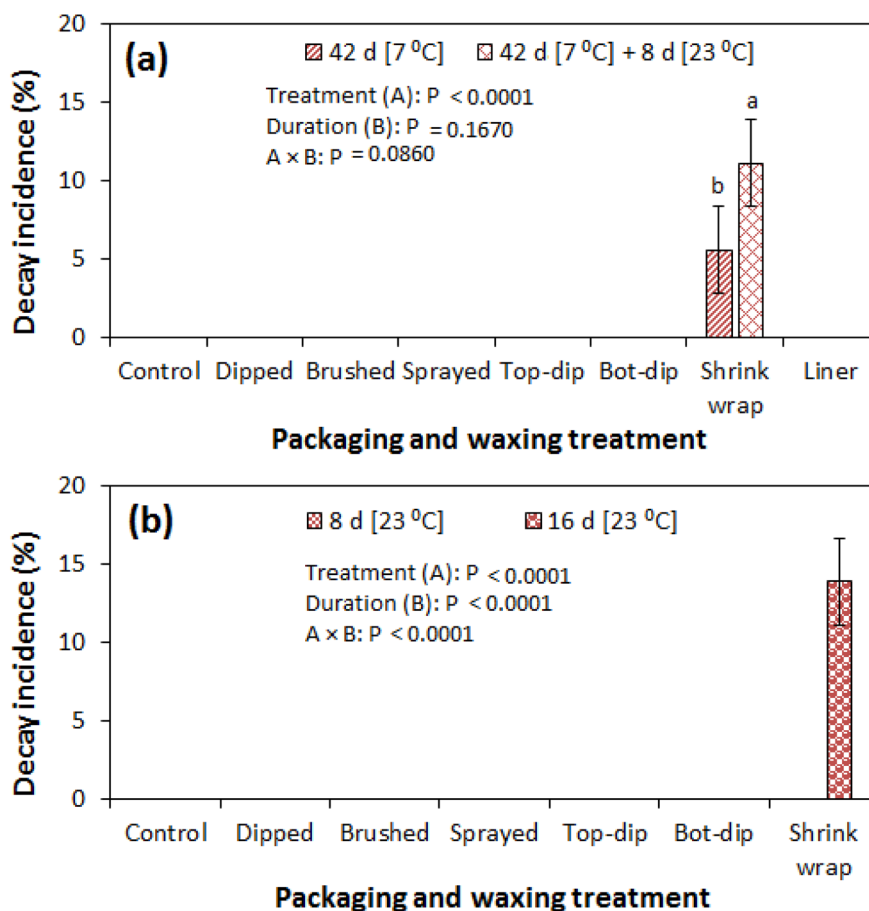 20
(a)
42 d [7 ⁰C] 42 d [7 ⁰C] + 8 d [23 ⁰C]
Treatment (A): P < 0.0001
Duration (B): P = 0.1670
A × B: P = 0.0860
a
b
15
10
5
0
Decay incidence (%)
Control Dipped Brushed Sprayed Top-dip Bot-dip Shrink wrap Liner
Packaging and waxing treatment
20
(b)
8 d [23 ⁰C] 16 d [23 ⁰C]
Treatment (A): P < 0.0001
Duration (B): P < 0.0001
A × B: P < 0.0001
15
10
5
0
Decay incidence (%)
Control Dipped Brushed Sprayed Top-dip Bot-dip Shrink wrap
Packaging and waxing treatment